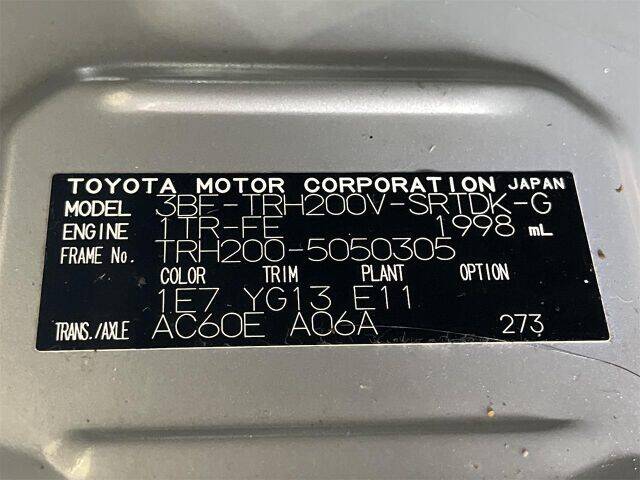 TOYOTA MOTOR CORPORATION JAPAN
MODEL 3BF-TRH200V-SRTDK-G
ENGINE 1TR-FE 1998 mL
FRAME No. TRH200-5050305
COLOR TRIM PLANT OPTION
1E7 YG13 E11
TRANS./AXLE AC60E A06A 273